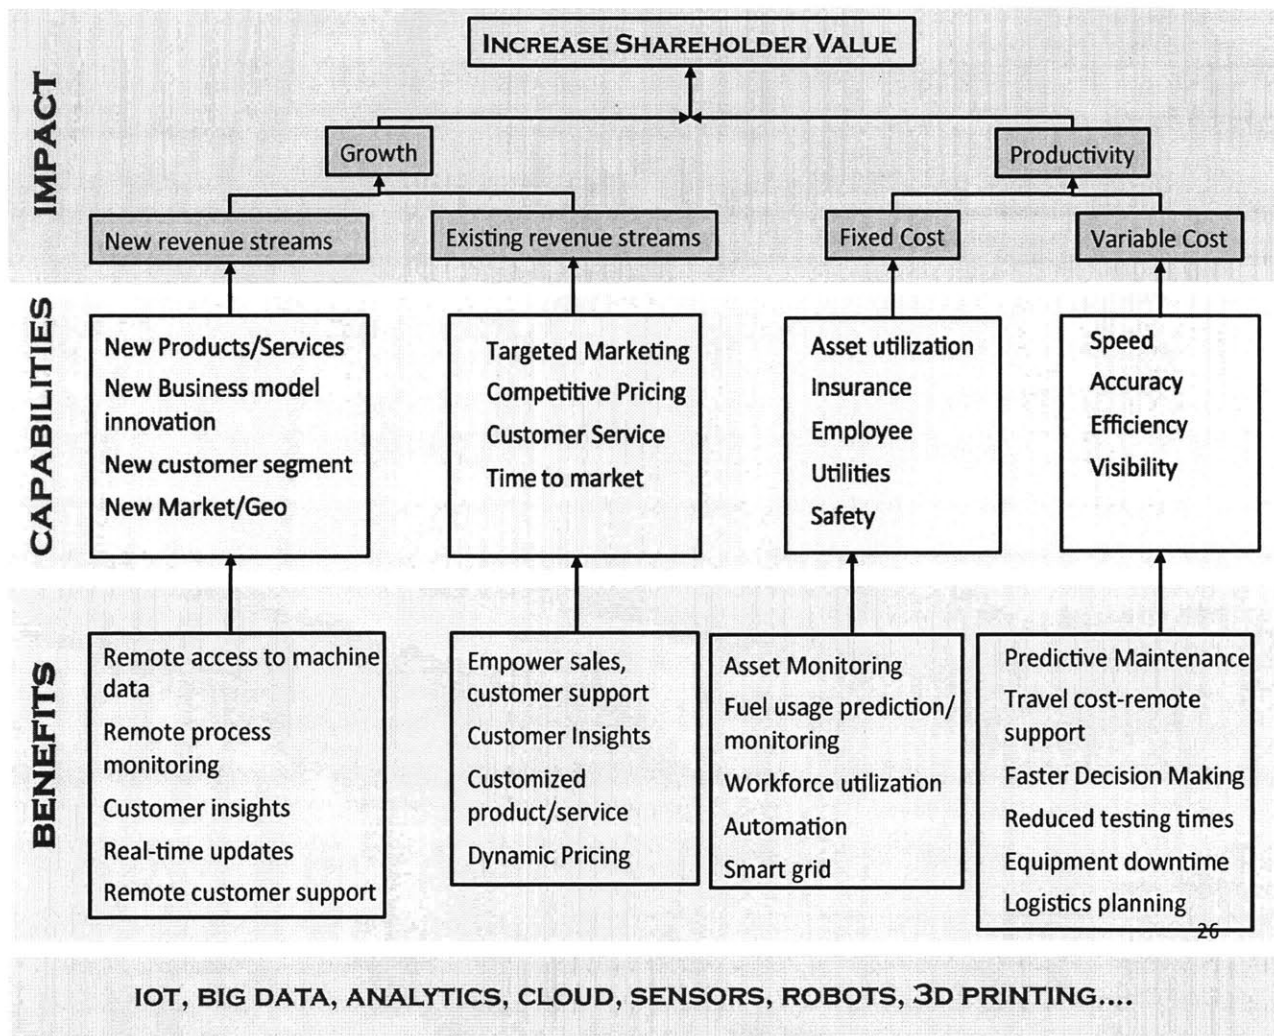 INCREASE SHAREHOLDER VALUE
IMPACT
Growth
Productivity
New revenue streams
Existing revenue streams
Fixed Cost
Variable Cost
CAPABILITIES
New Products/Services
New Business model
innovation
New customer segment
New Market/Geo
Targeted Marketing
Competitive Pricing
Customer Service
Time to market
Asset utilization
Insurance
Employee
Utilities
Safety
Speed
Accuracy
Efficiency
Visibility
BENEFITS
Remote access to machine
data
Remote process
monitoring
Customer insights
Real-time updates
Remote customer support
Empower sales,
customer support
Customer Insights
Customized
product/service
Dynamic Pricing
Asset Monitoring
Fuel usage prediction/
monitoring
Workforce utilization
Automation
Smart grid
Predictive Maintenance
Travel cost-remote
support
Faster Decision Making
Reduced testing times
Equipment downtime
Logistics planning
26
IOT, BIG DATA, ANALYTICS, CLOUD, SENSORS, ROBOTS, 3D PRINTING....